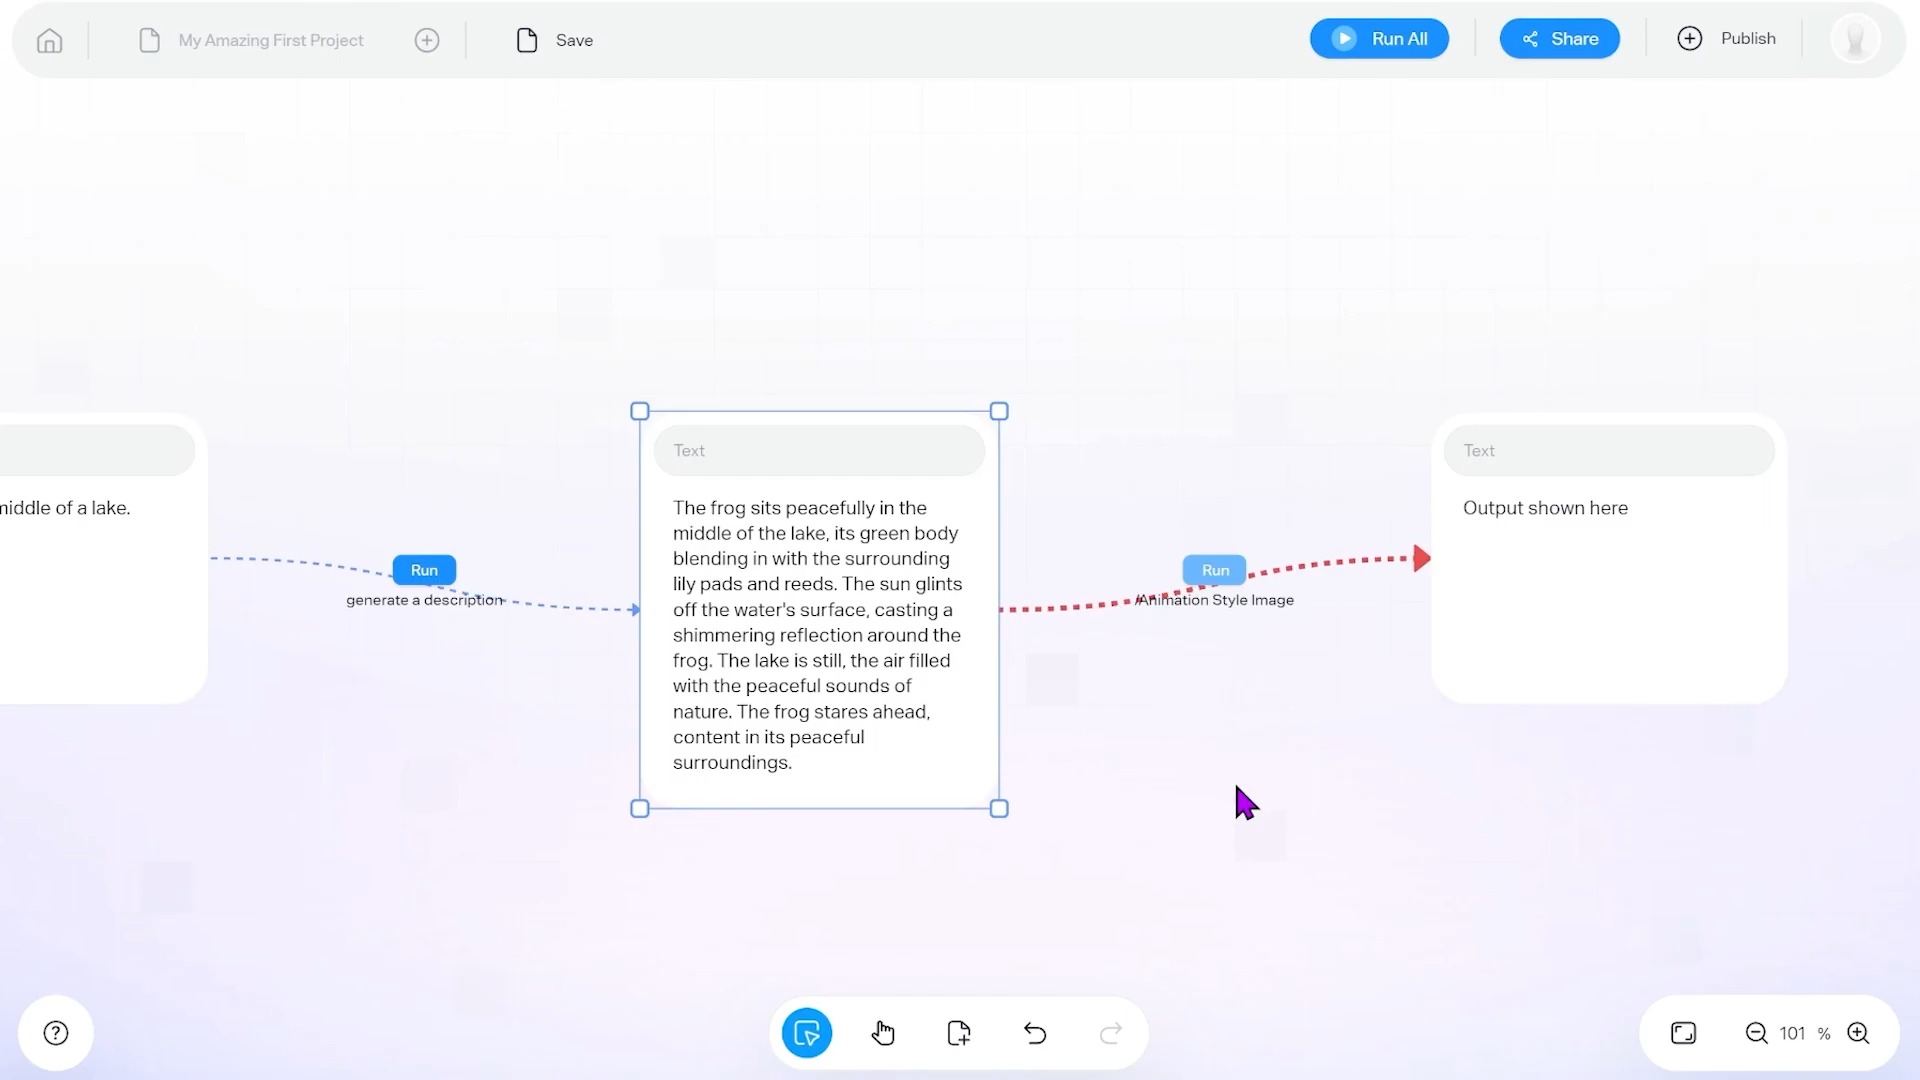 My Amazing First Project
Save
Run All
Share
Publish
Text
Text
middle of a lake.
The frog sits peacefully in the
middle of the lake, its green body
blending in with the surrounding
lily pads and reeds. The sun glints
off the water's surface, casting a
shimmering reflection around the
frog. The lake is still, the air filled
with the peaceful sounds of
nature. The frog stares ahead,
content in its peaceful
surroundings.
Output shown here
Run
generate a description
Run
/Animation Style Image
?
101 %